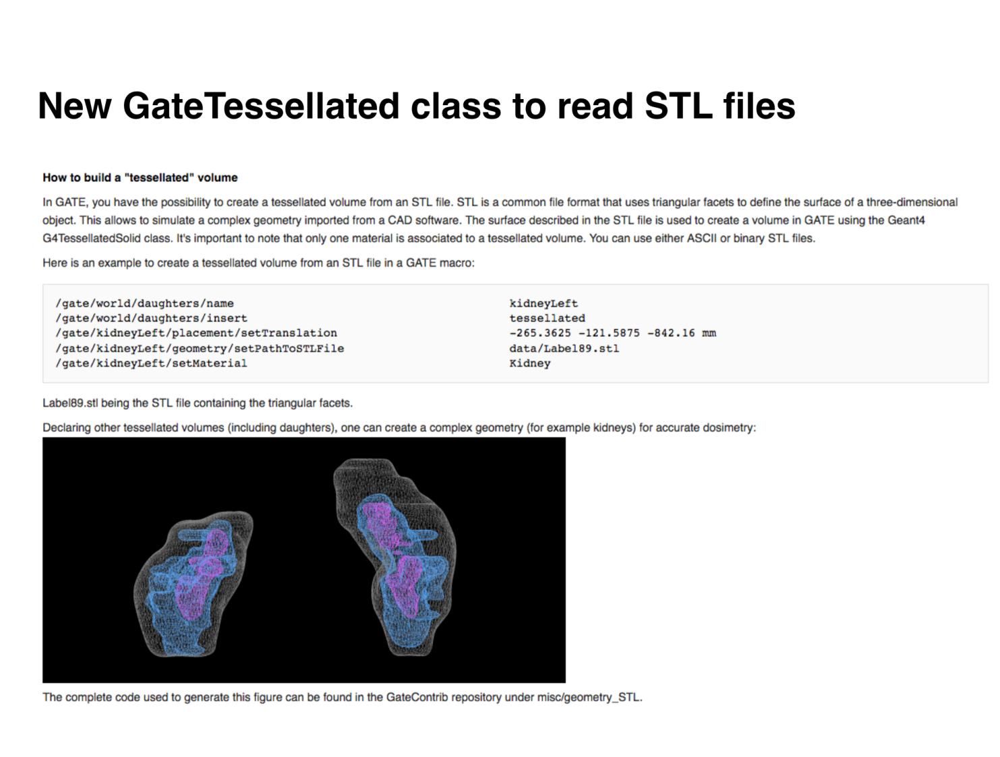 New GateTessellated class to read STL files
How to build a "tessellated" volume
In GATE, you have the possibility to create a tessellated volume from an STL file. STL is a common file format that uses triangular facets to define the surface of a three-dimensional
object. This allows to simulate a complex geometry imported from a CAD software. The surface described in the STL file is used to create a volume in GATE using the Geant4
G4TessellatedSolid class. It's important to note that only one material is associated to a tessellated volume. You can use either ASCII or binary STL files.
Here is an example to create a tessellated volume from an STL file in a GATE macro:
/gate/world/daughters/name kidneyLeft
/gate/world/daughters/insert tessellated
/gate/kidneyLeft/placement/setTranslation -265.3625 -121.5875 -842.16 mm
/gate/kidneyLeft/geometry/setPathToSTLFile data/Label89.stl
/gate/kidneyLeft/setMaterial Kidney
Label89.stl being the STL file containing the triangular facets.
Declaring other tessellated volumes (including daughters), one can create a complex geometry (for example kidneys) for accurate dosimetry:
The complete code used to generate this figure can be found in the GateContrib repository under misc/geometry_STL.